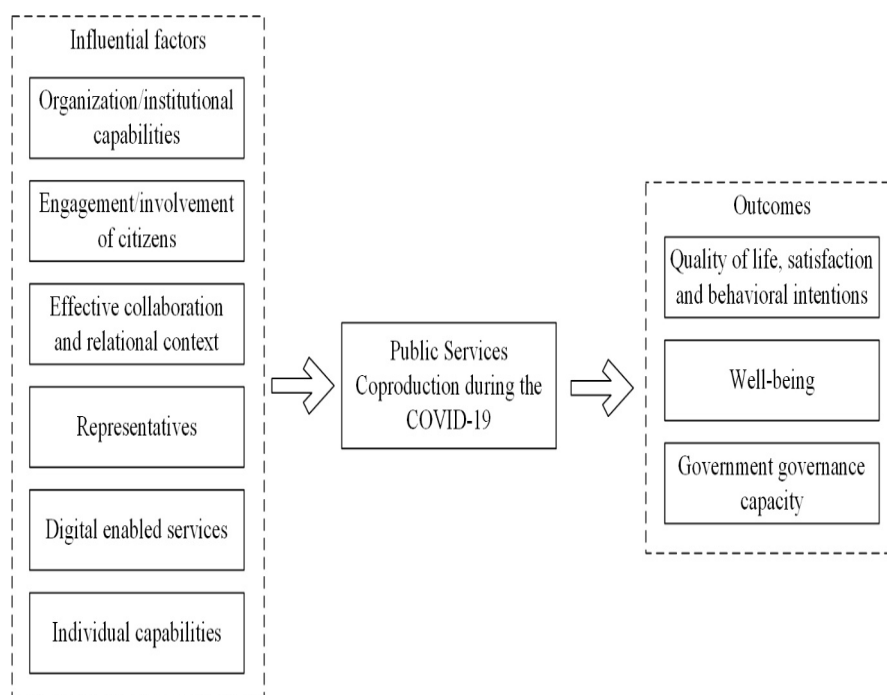 Influential factors
Organization/institutional
capabilities
Engagement/involvement
of citizens
Effective collaboration
and relational context
Representatives
Digital enabled services
Individual capabilities
Public Services
Coproduction during the
COVID-19
Outcomes
Quality of life, satisfaction
and behavioral intentions
Well-being
Government governance
capacity